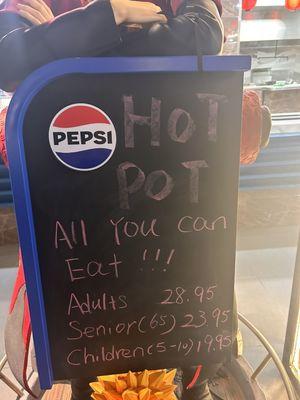 PEPSI
HOT
POT
All You can
Eat !!!
Adults 28.95
Senior (65) 23.95
Children (5-10) 19.95